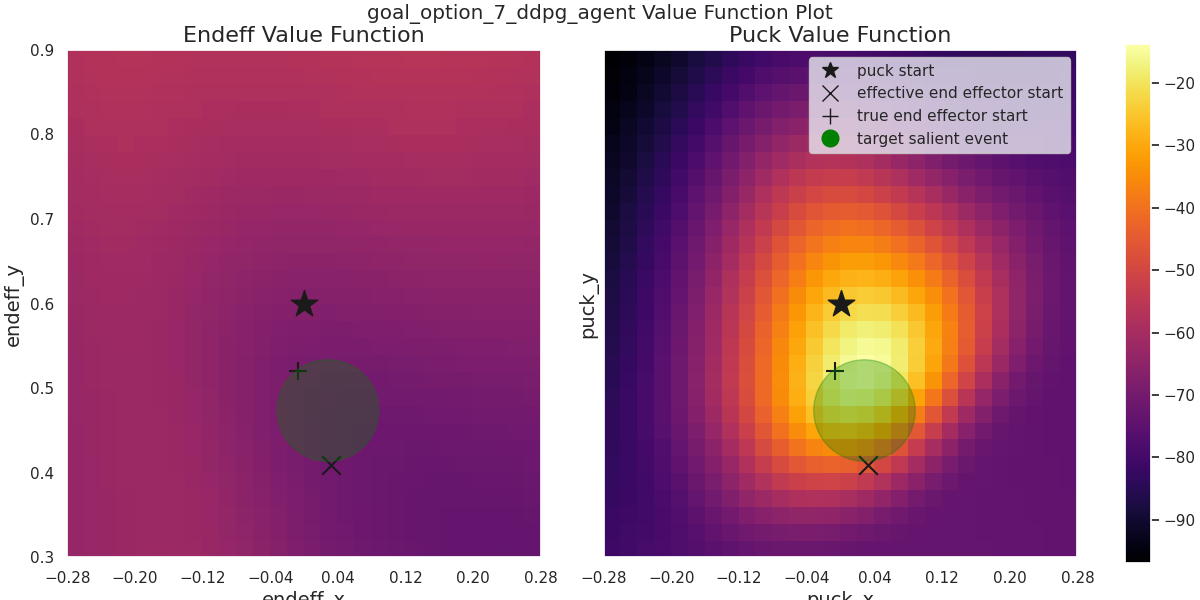 goal_option_7_ddpg_agent Value Function Plot
Endeff Value Function
Puck Value Function
endeff_y
0.9
0.8
0.7
0.6
0.5
0.4
0.3
−0.28 −0.20 −0.12 −0.04 0.04 0.12 0.20 0.28
endeff_x
puck_y
puck start
effective end effector start
true end effector start
target salient event
−0.28 −0.20 −0.12 −0.04 0.04 0.12 0.20 0.28
puck_x
−20
−30
−40
−50
−60
−70
−80
−90